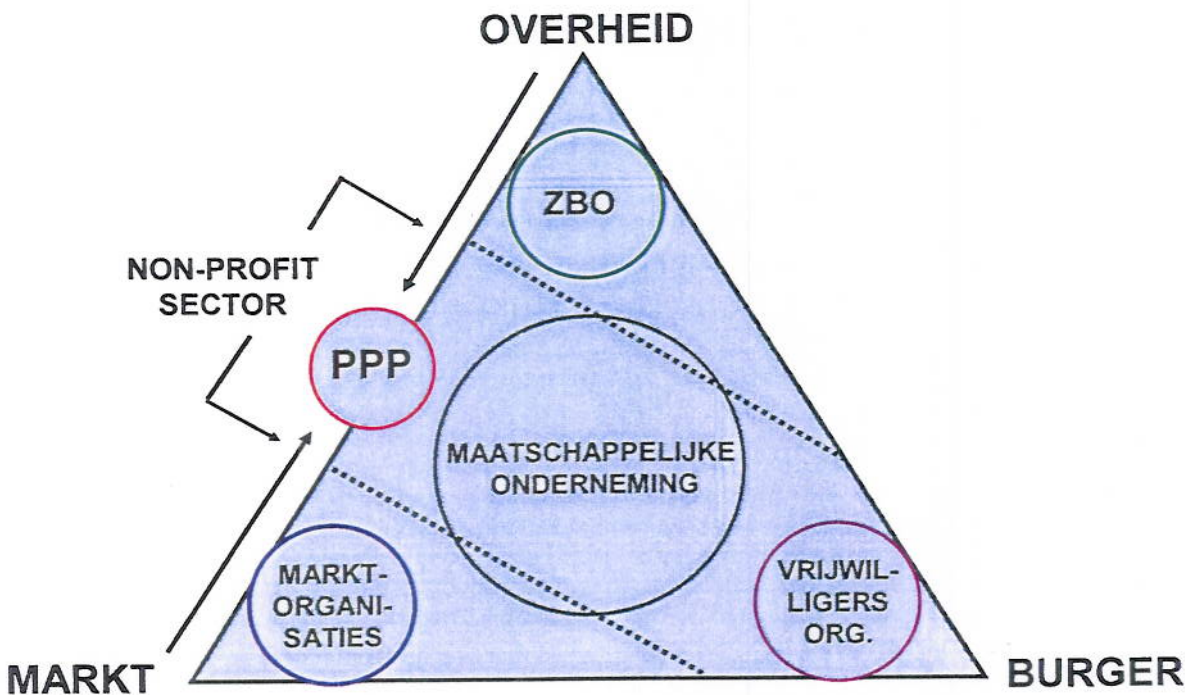 OVERHEID
ZBO
NON-PROFIT
SECTOR
PPP
MAATSCHAPPELIJKE
ONDERNEMING
MARKT-
ORGANI-
SATIES
VRIJWIL-
LIGERS
ORG.
MARKT
BURGER